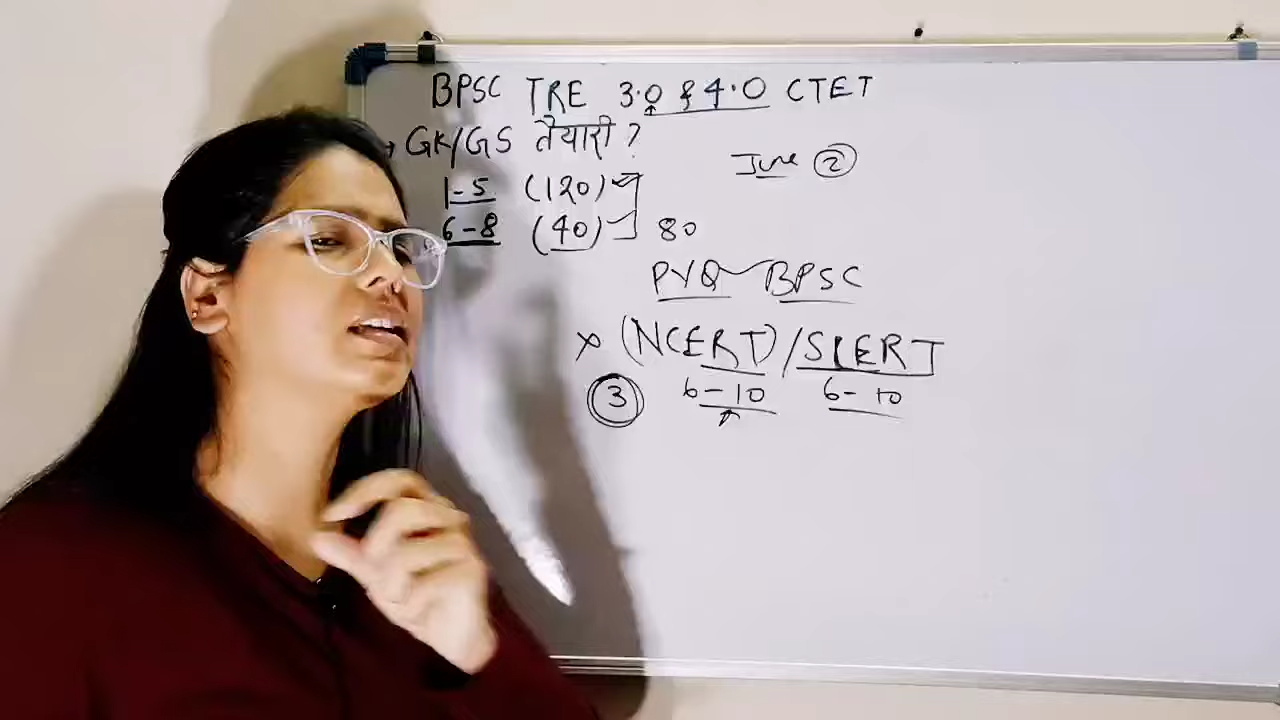 BPSC TRE 3.0 & 4.0 CTET
→ GK/GS तैयारी ?
June 2
1-5 (120)
6-8 (40) 80
PYQ BPSC
× (NCERT) / SCERT
3 6-10 6-10